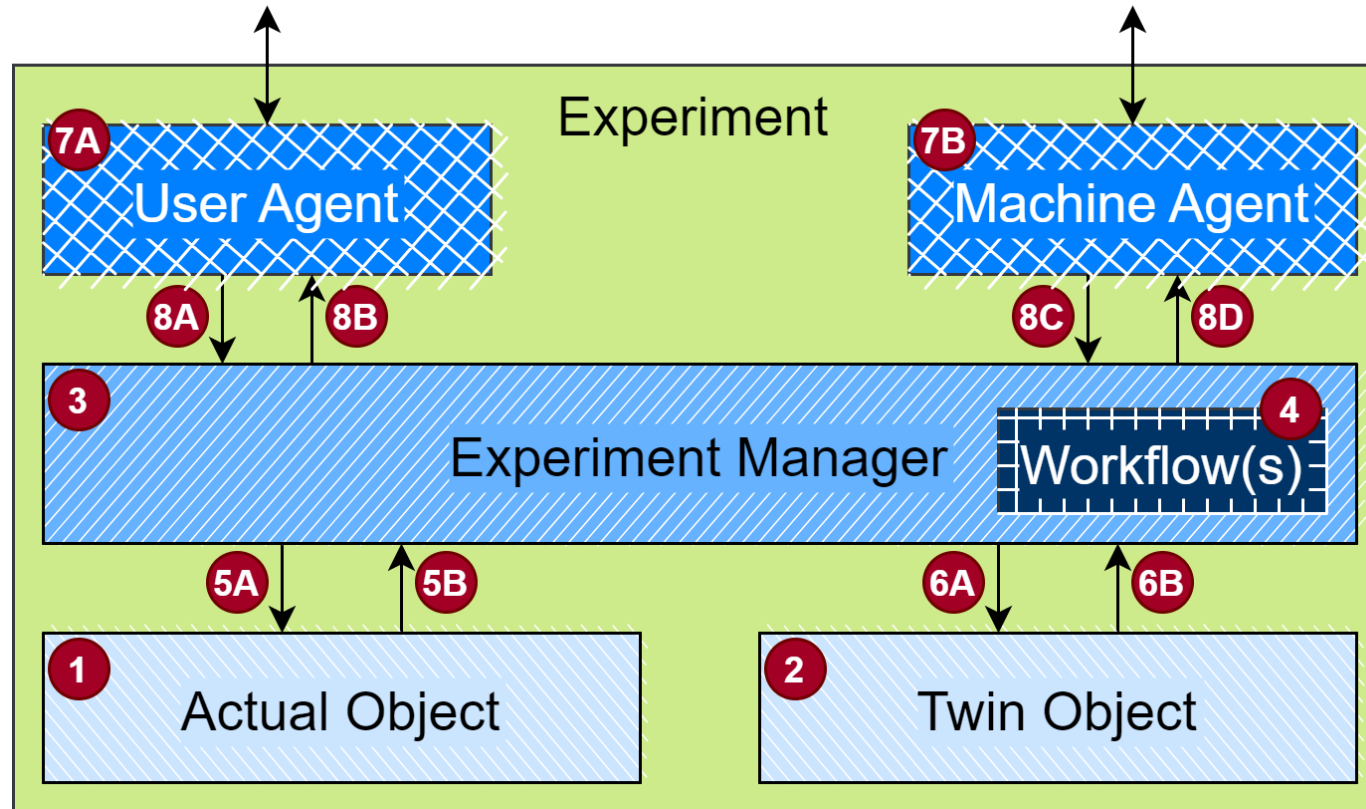 Experiment
7A
User Agent
7B
Machine Agent
8A
8B
8C
8D
3
Experiment Manager
4
Workflow(s)
5A
5B
6A
6B
1
Actual Object
2
Twin Object